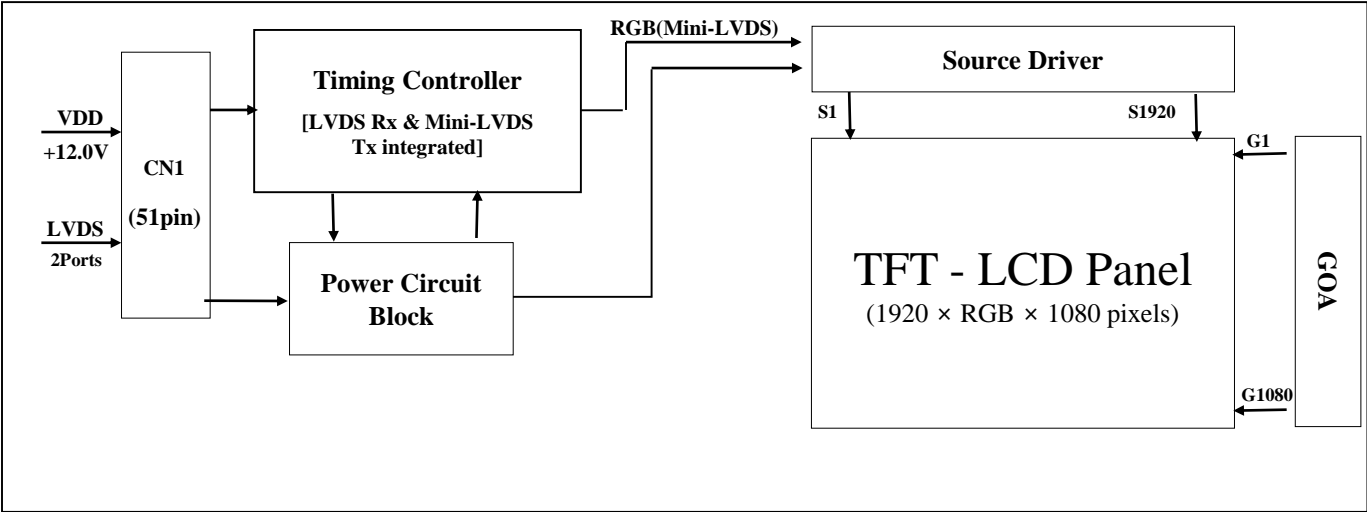 VDD
+12.0V
LVDS
2Ports
CN1
(51pin)
Timing Controller
[LVDS Rx & Mini-LVDS
Tx integrated]
Power Circuit
Block
RGB(Mini-LVDS)
Source Driver
S1
S1920
G1
TFT - LCD Panel
(1920 × RGB × 1080 pixels)
G1080
GOA